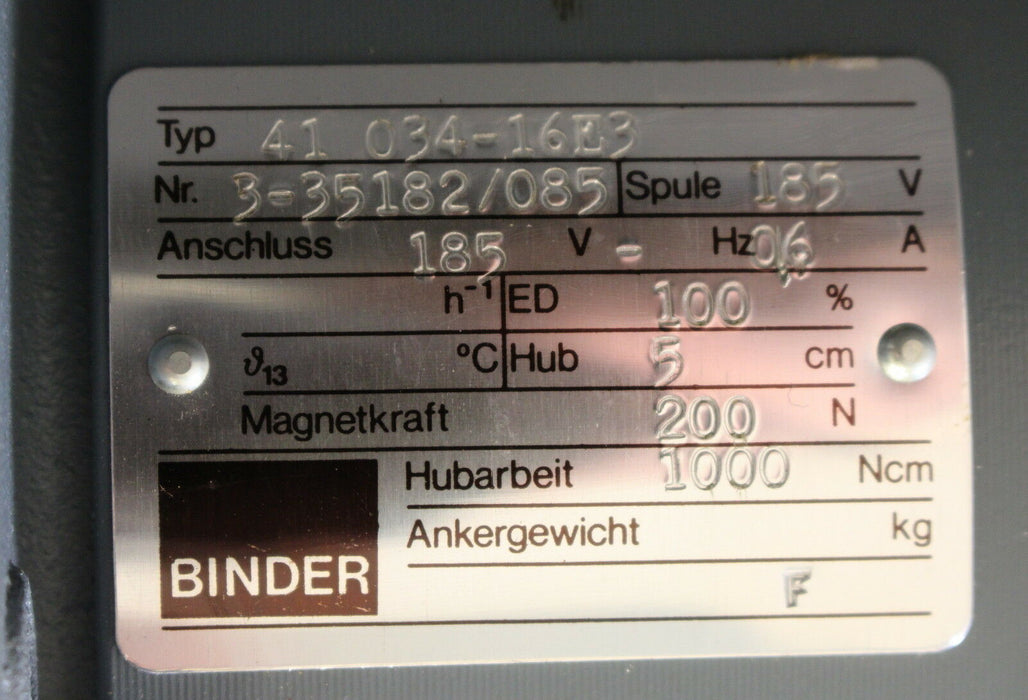 Typ 41 034-16E3
Nr. 3-35182/085 Spule 185 V
Anschluss 185 V - Hz 0,6 A
h⁻¹ ED 100 %
ϑ₁₃ °C Hub 5 cm
Magnetkraft 200 N
Hubarbeit 1000 Ncm
Ankergewicht kg
BINDER F